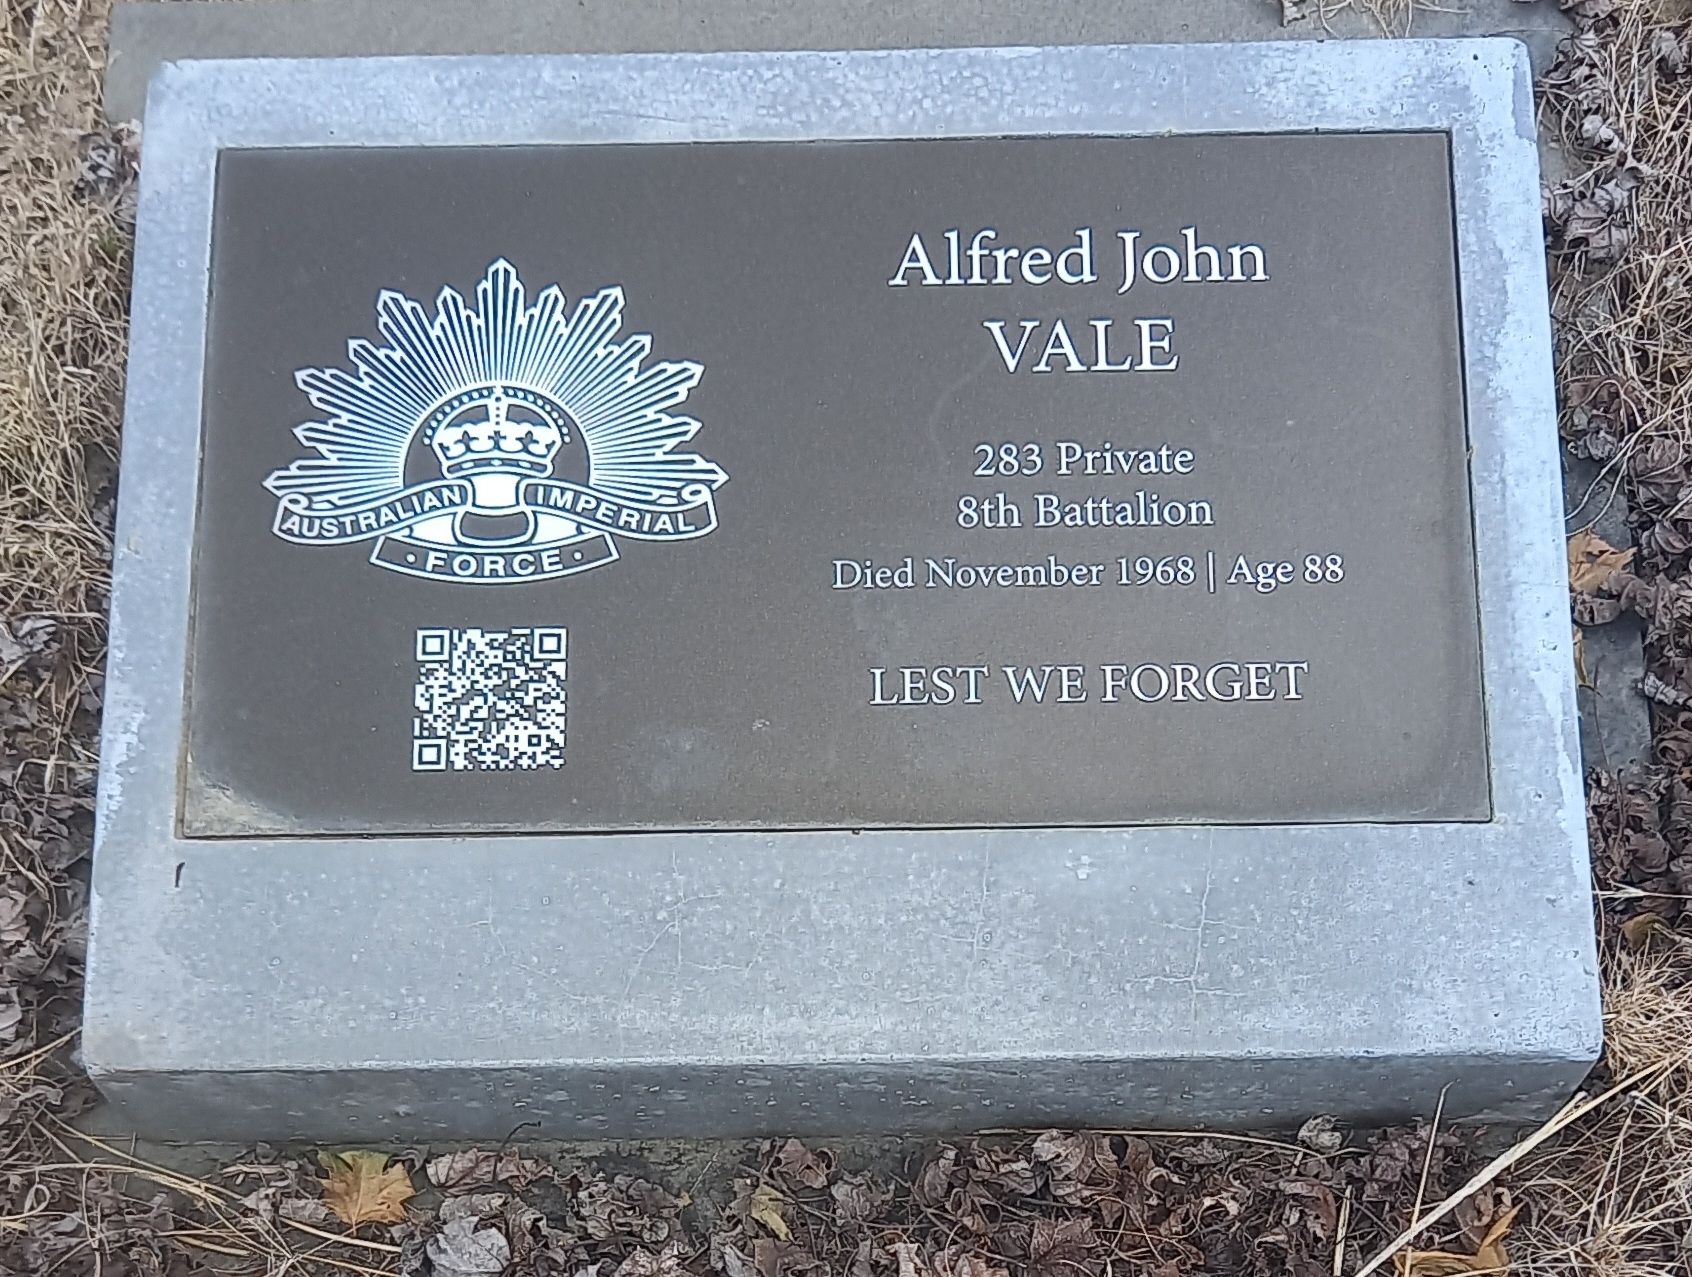 AUSTRALIAN IMPERIAL
· FORCE ·
Alfred John
VALE
283 Private
8th Battalion
Died November 1968 | Age 88
LEST WE FORGET